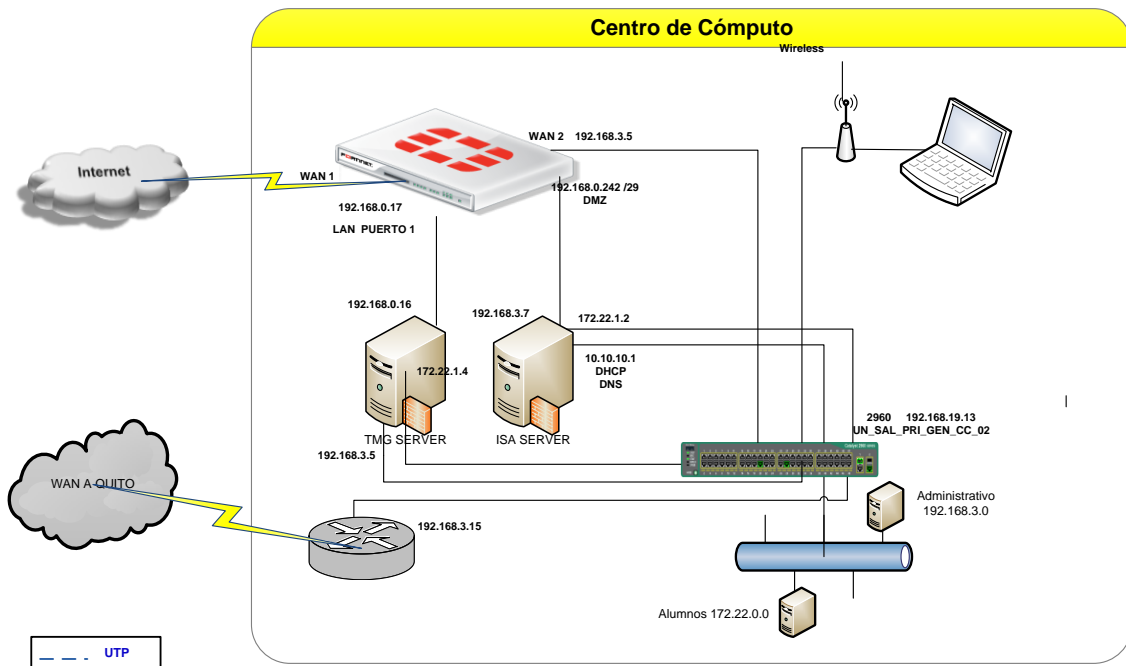 Centro de Cómputo
Wireless
WAN 2 192.168.3.5
FORTINET
Internet
WAN 1
192.168.0.242 /29
DMZ
192.168.0.17
LAN PUERTO 1
192.168.0.16
192.168.3.7
172.22.1.2
10.10.10.1
DHCP
DNS
172.22.1.4
2960 192.168.19.13
UN_SAL_PRI_GEN_CC_02
TMG SERVER
ISA SERVER
192.168.3.5
WAN A QUITO
Administrativo
192.168.3.0
192.168.3.15
Alumnos 172.22.0.0
UTP